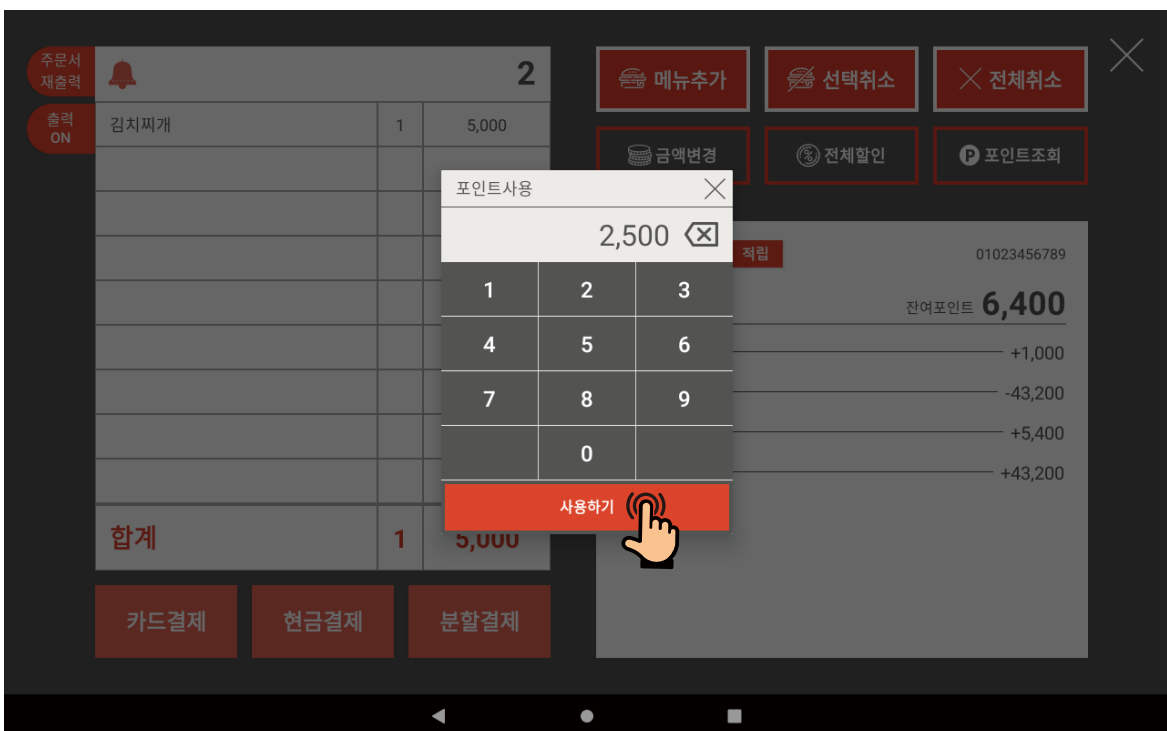 주문서
재출력
출력
ON
2
김치찌개 1 5,000
합계 1 5,000
카드결제 현금결제 분할결제
메뉴추가 선택취소 전체취소
금액변경 전체할인 포인트조회
포인트사용
2,500
1 2 3
4 5 6
7 8 9
0
사용하기
적립 01023456789
잔여포인트 6,400
+1,000
-43,200
+5,400
+43,200